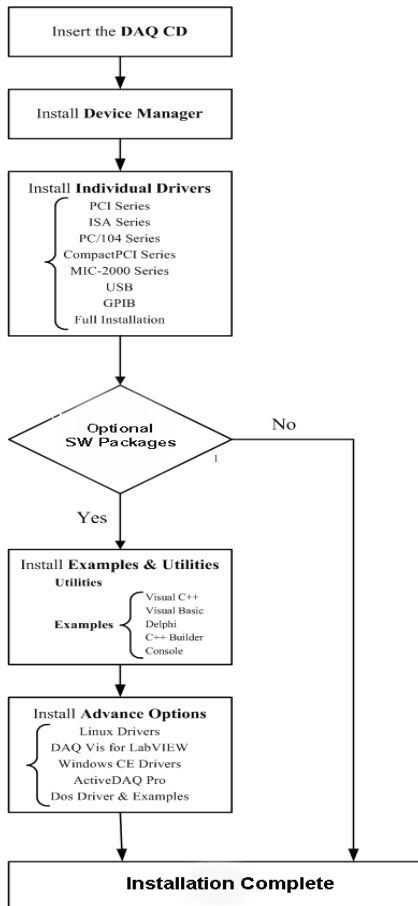 Insert the DAQ CD
Install Device Manager
Install Individual Drivers
PCI Series
ISA Series
PC/104 Series
CompactPCI Series
MIC-2000 Series
USB
GPIB
Full Installation
Optional
SW Packages
No
Yes
Install Examples & Utilities
Utilities
Examples
Visual C++
Visual Basic
Delphi
C++ Builder
Console
Install Advance Options
Linux Drivers
DAQ Vis for LabVIEW
Windows CE Drivers
ActiveDAQ Pro
Dos Driver & Examples
Installation Complete